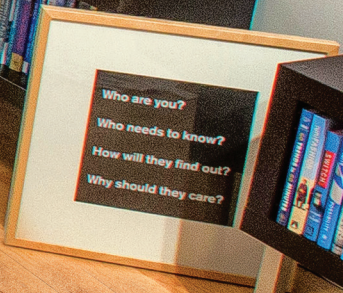 Who are you?
Who needs to know?
How will they find out?
Why should they care?
SWITCH